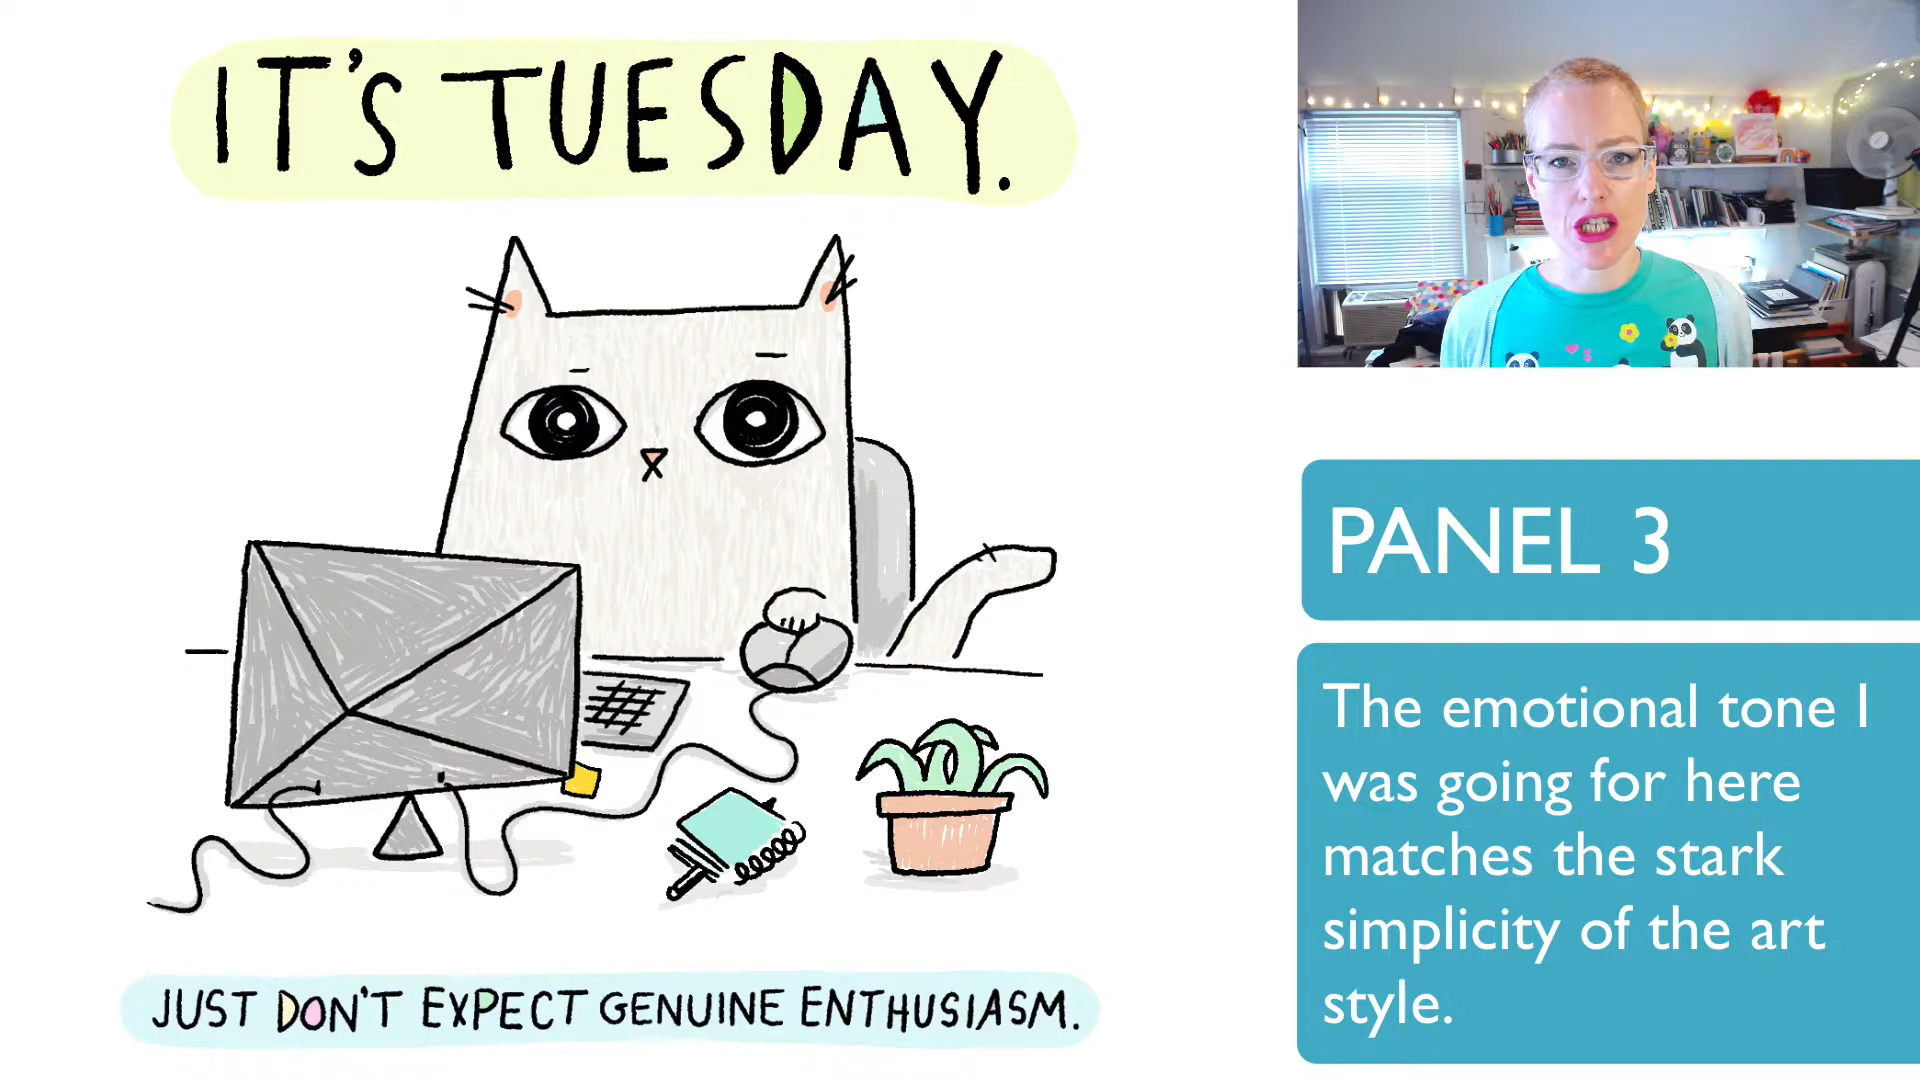 IT'S TUESDAY.
JUST DON'T EXPECT GENUINE ENTHUSIASM.
PANEL 3
The emotional tone I
was going for here
matches the stark
simplicity of the art
style.